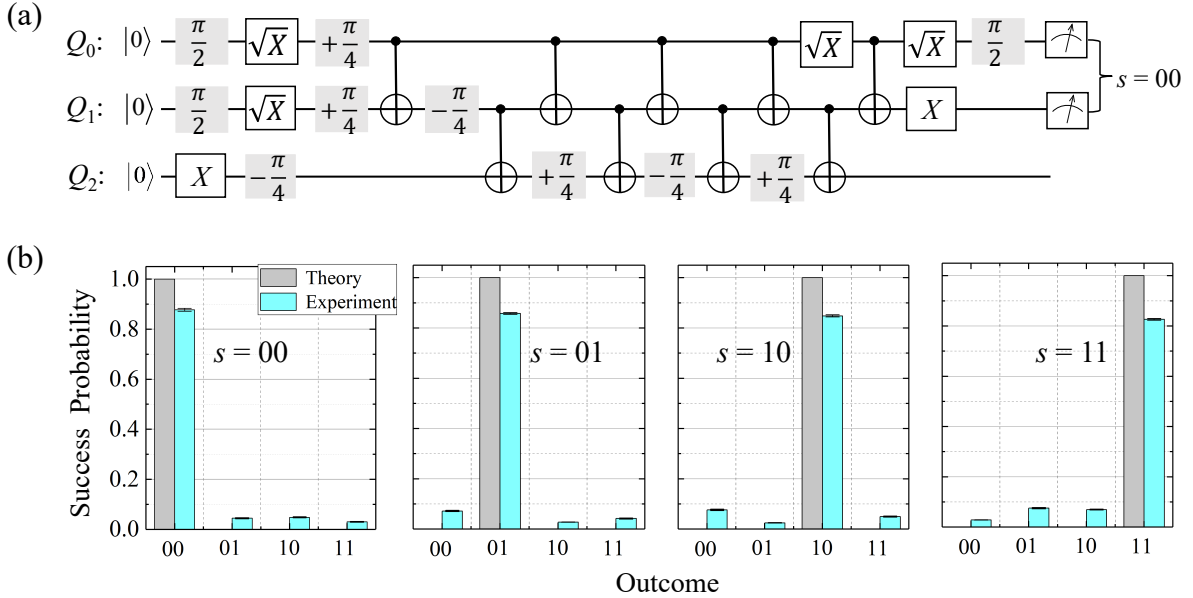 (a)
Q₀: |0⟩ π/2 √X +π/4 √X √X π/2
s = 00
Q₁: |0⟩ π/2 √X +π/4 −π/4 X
Q₂: |0⟩ X −π/4 +π/4 −π/4 +π/4
(b)
Success Probability
1.0
0.8
0.6
0.4
0.2
0.0
Theory
Experiment
s = 00
s = 01
s = 10
s = 11
00 01 10 11
00 01 10 11
00 01 10 11
00 01 10 11
Outcome